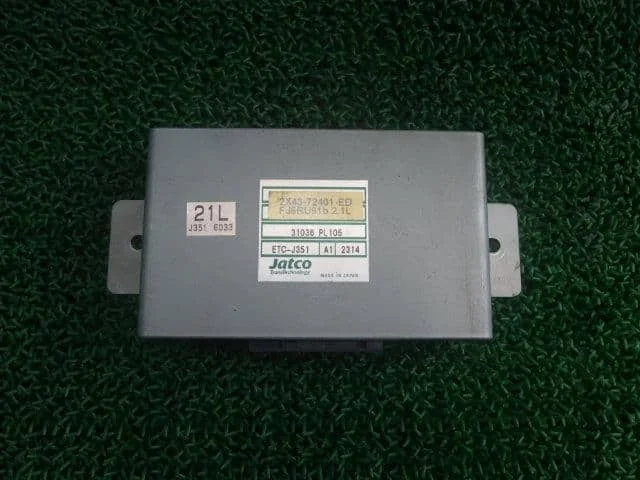 21L
J351 6033
2X43-72401-ED
FJ5BU91b 2.1L
31036 PL105
ETC-J351 A1 2314
Jatco
TransTechnology
MADE IN JAPAN